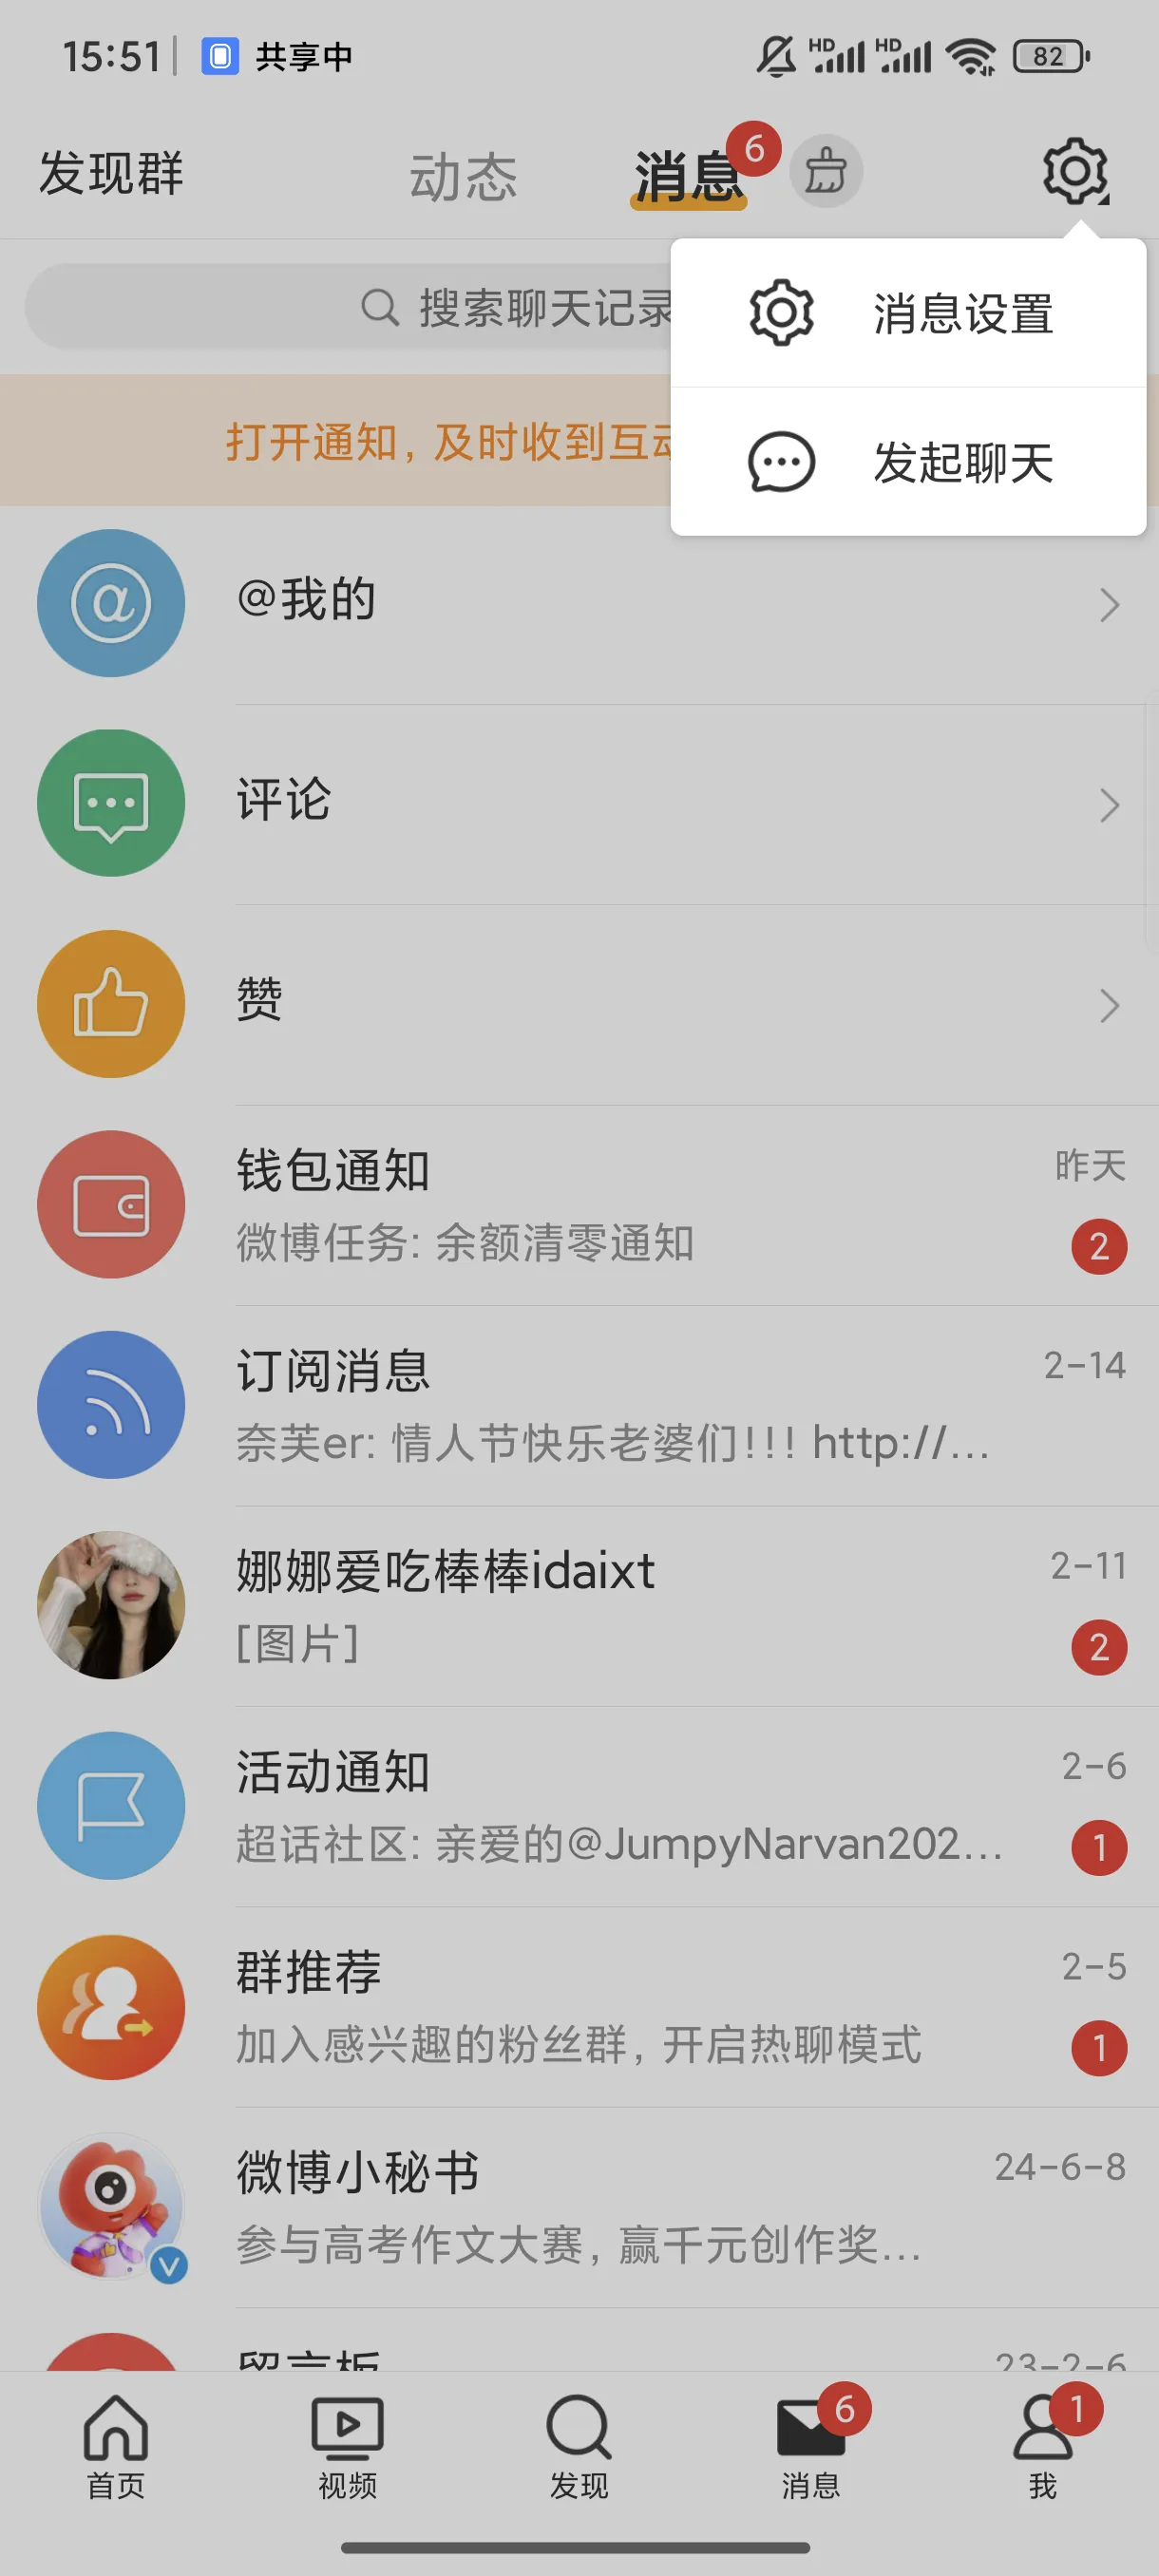 15:51
共享中
HD HD 82
发现群
动态
消息
6
搜索聊天记录
消息设置
发起聊天
打开通知,及时收到互动
@我的
评论
赞
钱包通知
昨天
微博任务: 余额清零通知
2
订阅消息
2-14
奈芙er: 情人节快乐老婆们!!! http://...
娜娜爱吃棒棒idaixt
2-11
[图片]
2
活动通知
2-6
超话社区: 亲爱的@JumpyNarvan202...
1
群推荐
2-5
加入感兴趣的粉丝群,开启热聊模式
1
微博小秘书
24-6-8
参与高考作文大赛,赢千元创作奖...
V
留言板
23-2-6
6
1
首页
视频
发现
消息
我